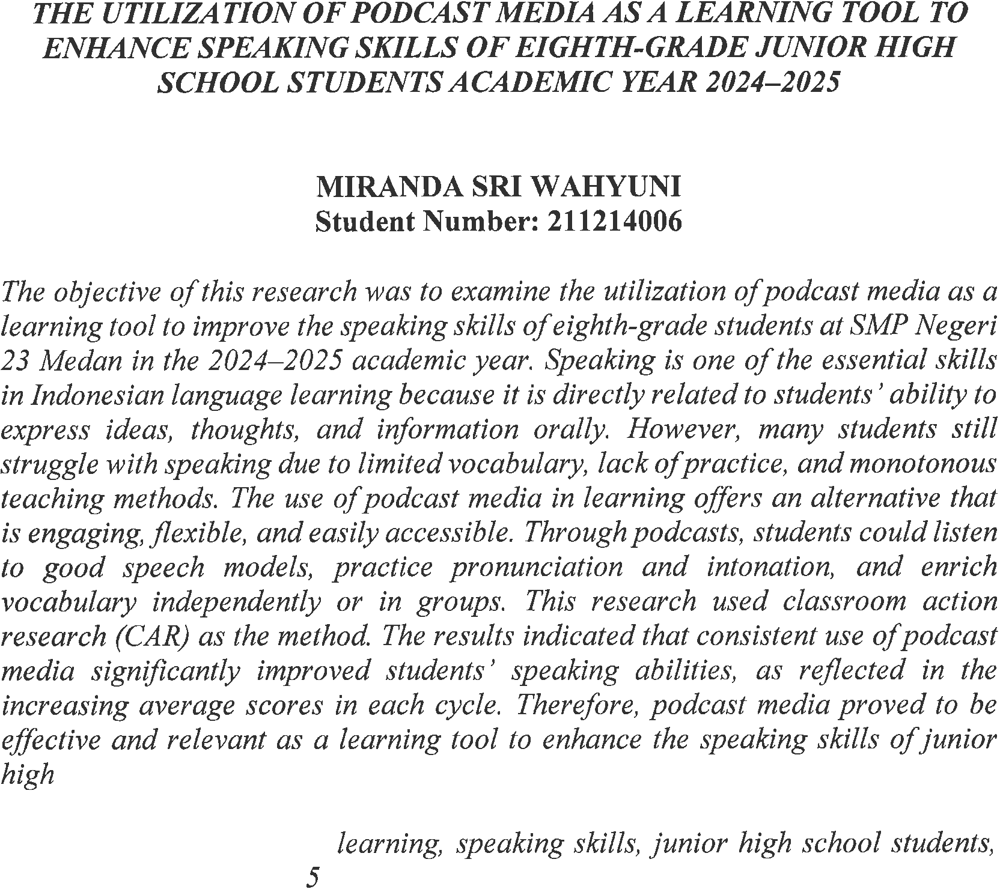 THE UTILIZATION OF PODCAST MEDIA AS A LEARNING TOOL TO
ENHANCE SPEAKING SKILLS OF EIGHTH-GRADE JUNIOR HIGH
SCHOOL STUDENTS ACADEMIC YEAR 2024–2025
MIRANDA SRI WAHYUNI
Student Number: 211214006
The objective of this research was to examine the utilization of podcast media as a
learning tool to improve the speaking skills of eighth-grade students at SMP Negeri
23 Medan in the 2024–2025 academic year. Speaking is one of the essential skills
in Indonesian language learning because it is directly related to students’ ability to
express ideas, thoughts, and information orally. However, many students still
struggle with speaking due to limited vocabulary, lack of practice, and monotonous
teaching methods. The use of podcast media in learning offers an alternative that
is engaging, flexible, and easily accessible. Through podcasts, students could listen
to good speech models, practice pronunciation and intonation, and enrich
vocabulary independently or in groups. This research used classroom action
research (CAR) as the method. The results indicated that consistent use of podcast
media significantly improved students’ speaking abilities, as reflected in the
increasing average scores in each cycle. Therefore, podcast media proved to be
effective and relevant as a learning tool to enhance the speaking skills of junior
high
learning, speaking skills, junior high school students,
5